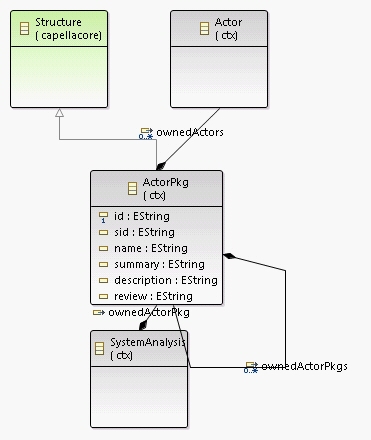 Structure
(capellacore)
Actor
(ctx)
0..*
ownedActors
ActorPkg
(ctx)
1
id : EString
sid : EString
name : EString
summary : EString
description : EString
review : EString
ownedActorPkg
SystemAnalysis
(ctx)
0..*
ownedActorPkgs